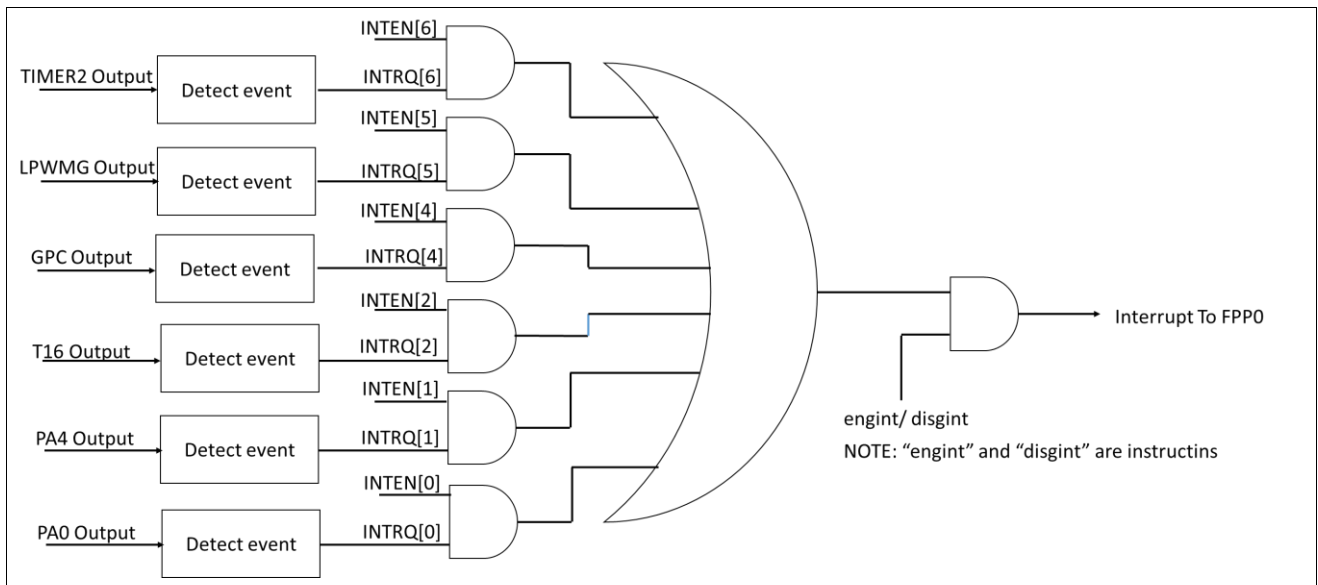 INTEN[6]
TIMER2 Output
Detect event
INTRQ[6]
INTEN[5]
LPWMG Output
Detect event
INTRQ[5]
INTEN[4]
GPC Output
Detect event
INTRQ[4]
INTEN[2]
T16 Output
Detect event
INTRQ[2]
INTEN[1]
PA4 Output
Detect event
INTRQ[1]
INTEN[0]
PA0 Output
Detect event
INTRQ[0]
Interrupt To FPP0
engint/ disgint
NOTE: “engint” and “disgint” are instructins